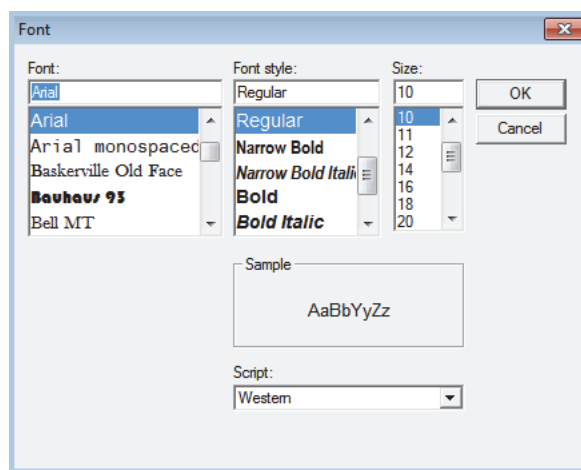 Font
Font:
Arial
Arial
Arial monospaced
Baskerville Old Face
Bauhaus 93
Bell MT
Font style:
Regular
Regular
Narrow Bold
Narrow Bold Itali
Bold
Bold Italic
Size:
10
10
11
12
14
16
18
20
OK
Cancel
Sample
AaBbYyZz
Script:
Western